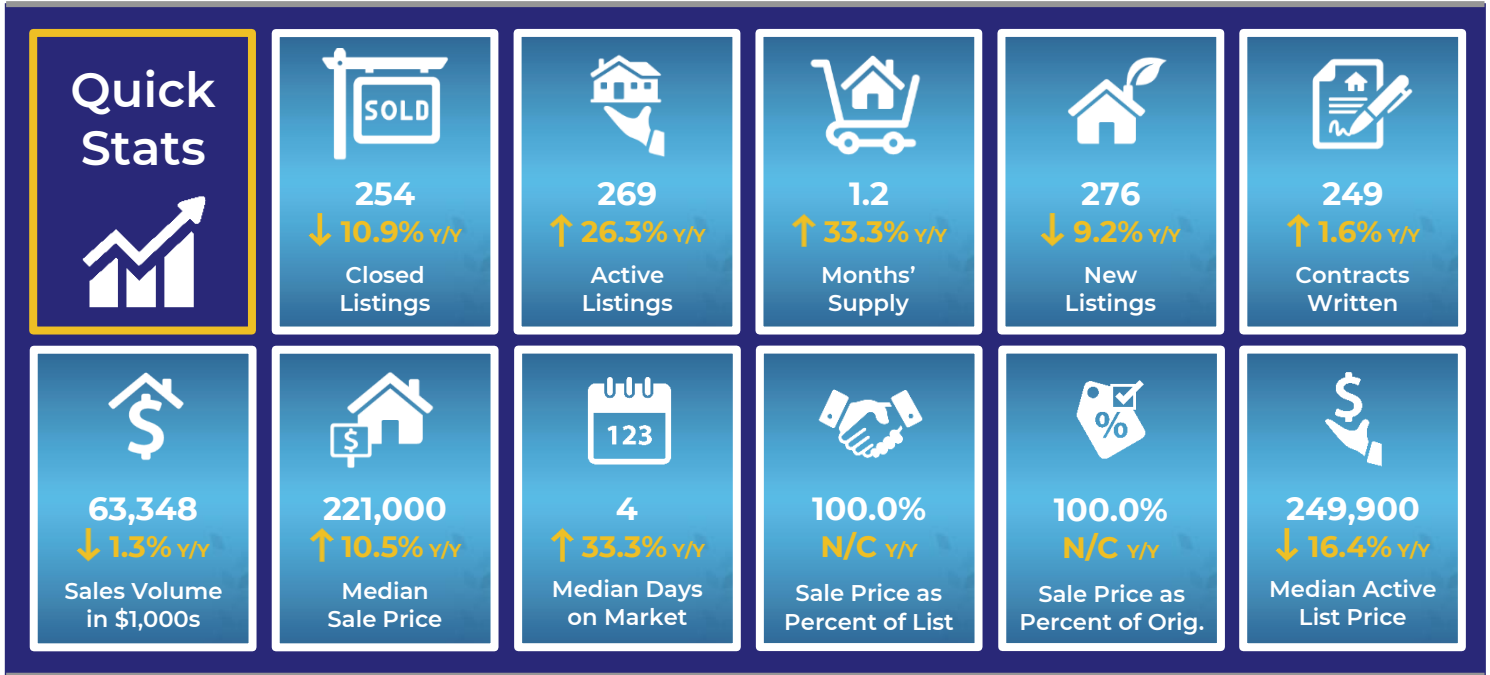 Quick
Stats
SOLD
254
↓ 10.9% Y/Y
Closed
Listings
269
↑ 26.3% Y/Y
Active
Listings
1.2
↑ 33.3% Y/Y
Months’
Supply
276
↓ 9.2% Y/Y
New
Listings
249
↑ 1.6% Y/Y
Contracts
Written
$
63,348
↓ 1.3% Y/Y
Sales Volume
in $1,000s
$
221,000
↑ 10.5% Y/Y
Median
Sale Price
123
4
↑ 33.3% Y/Y
Median Days
on Market
100.0%
N/C Y/Y
Sale Price as
Percent of List
%
100.0%
N/C Y/Y
Sale Price as
Percent of Orig.
$
249,900
↓ 16.4% Y/Y
Median Active
List Price